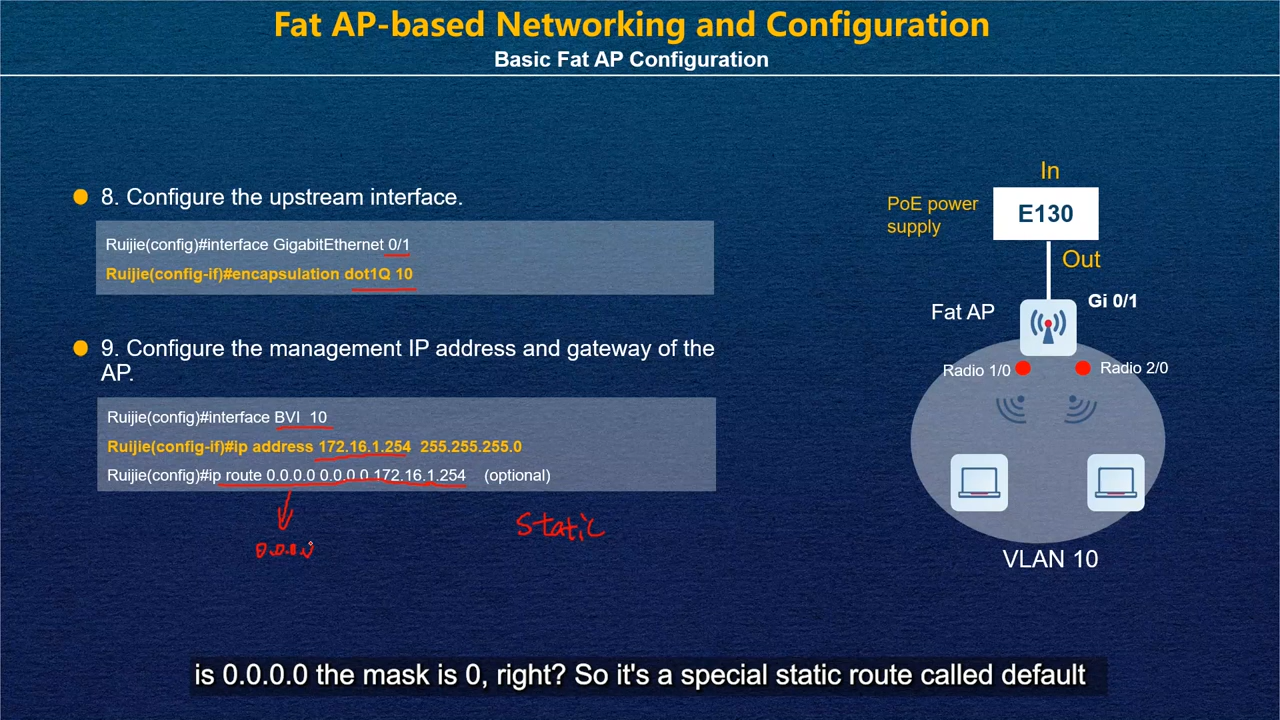 Fat AP-based Networking and Configuration
Basic Fat AP Configuration
8. Configure the upstream interface.
Ruijie(config)#interface GigabitEthernet 0/1
Ruijie(config-if)#encapsulation dot1Q 10
9. Configure the management IP address and gateway of the
AP.
Ruijie(config)#interface BVI 10
Ruijie(config-if)#ip address 172.16.1.254 255.255.255.0
Ruijie(config)#ip route 0.0.0.0 0.0.0.0 172.16.1.254 (optional)
static
In
PoE power
supply
E130
Out
Fat AP
Gi 0/1
Radio 1/0
Radio 2/0
VLAN 10
is 0.0.0.0 the mask is 0, right? So it's a special static route called default